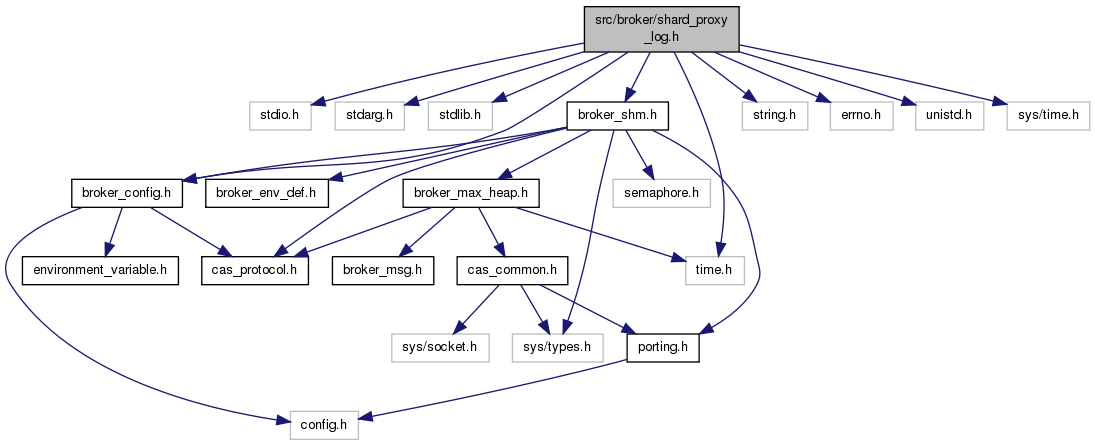 src/broker/shard_proxy
_log.h
stdio.h
stdarg.h
stdlib.h
broker_shm.h
string.h
errno.h
unistd.h
sys/time.h
broker_config.h
broker_env_def.h
broker_max_heap.h
semaphore.h
environment_variable.h
cas_protocol.h
broker_msg.h
cas_common.h
time.h
sys/socket.h
sys/types.h
porting.h
config.h